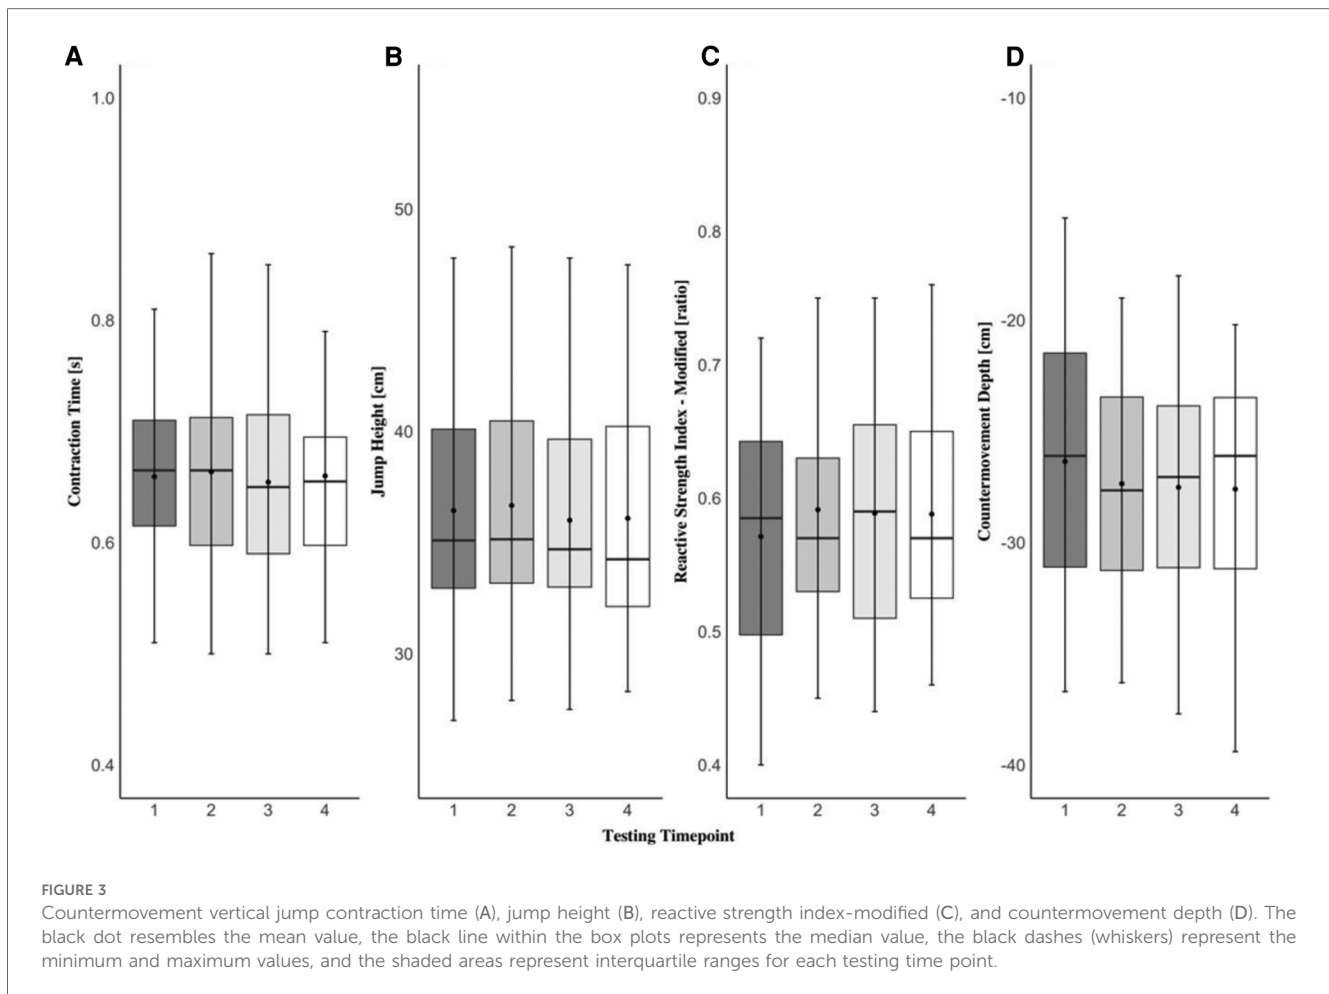 A
B
C
D
1.0
0.8
0.6
0.4
Contraction Time [s]
1 2 3 4
50
40
30
Jump Height [cm]
1 2 3 4
0.9
0.8
0.7
0.6
0.5
0.4
Reactive Strength Index - Modified [ratio]
1 2 3 4
-10
-20
-30
-40
Countermovement Depth [cm]
1 2 3 4
Testing Timepoint
FIGURE 3
Countermovement vertical jump contraction time (A), jump height (B), reactive strength index-modified (C), and countermovement depth (D). The
black dot resembles the mean value, the black line within the box plots represents the median value, the black dashes (whiskers) represent the
minimum and maximum values, and the shaded areas represent interquartile ranges for each testing time point.